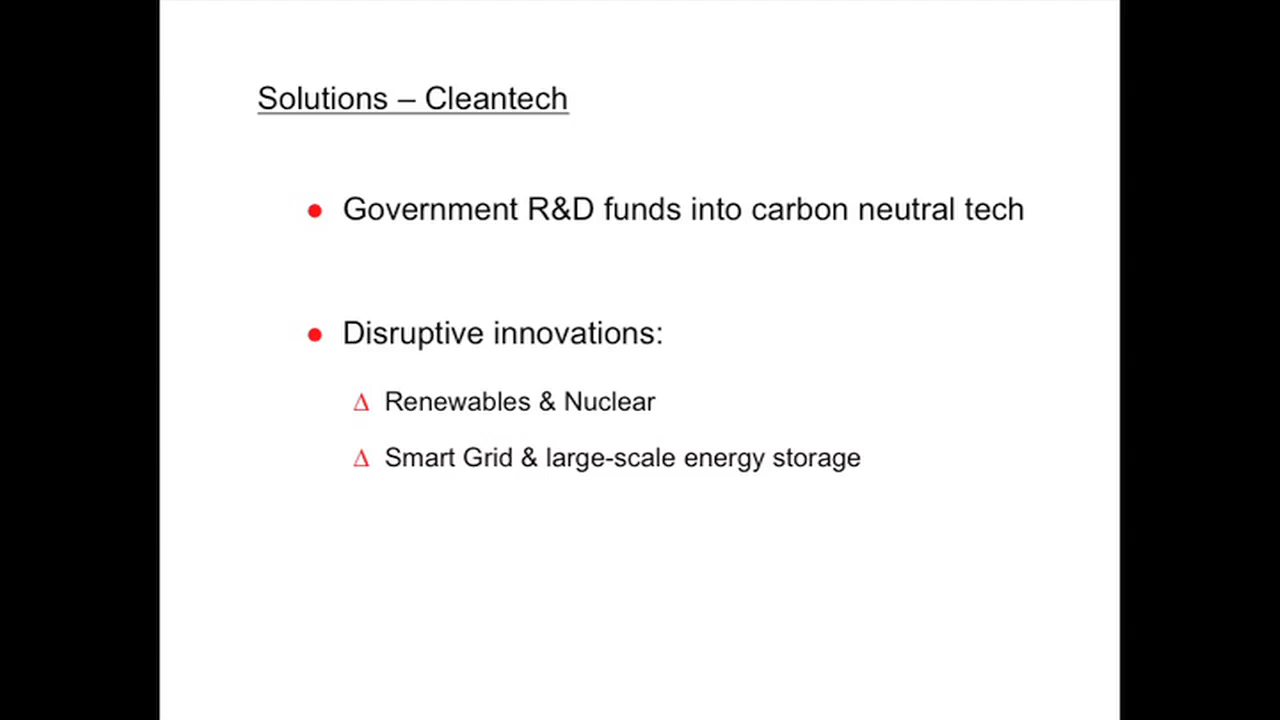 Solutions – Cleantech
● Government R&D funds into carbon neutral tech
● Disruptive innovations:
Δ Renewables & Nuclear
Δ Smart Grid & large-scale energy storage